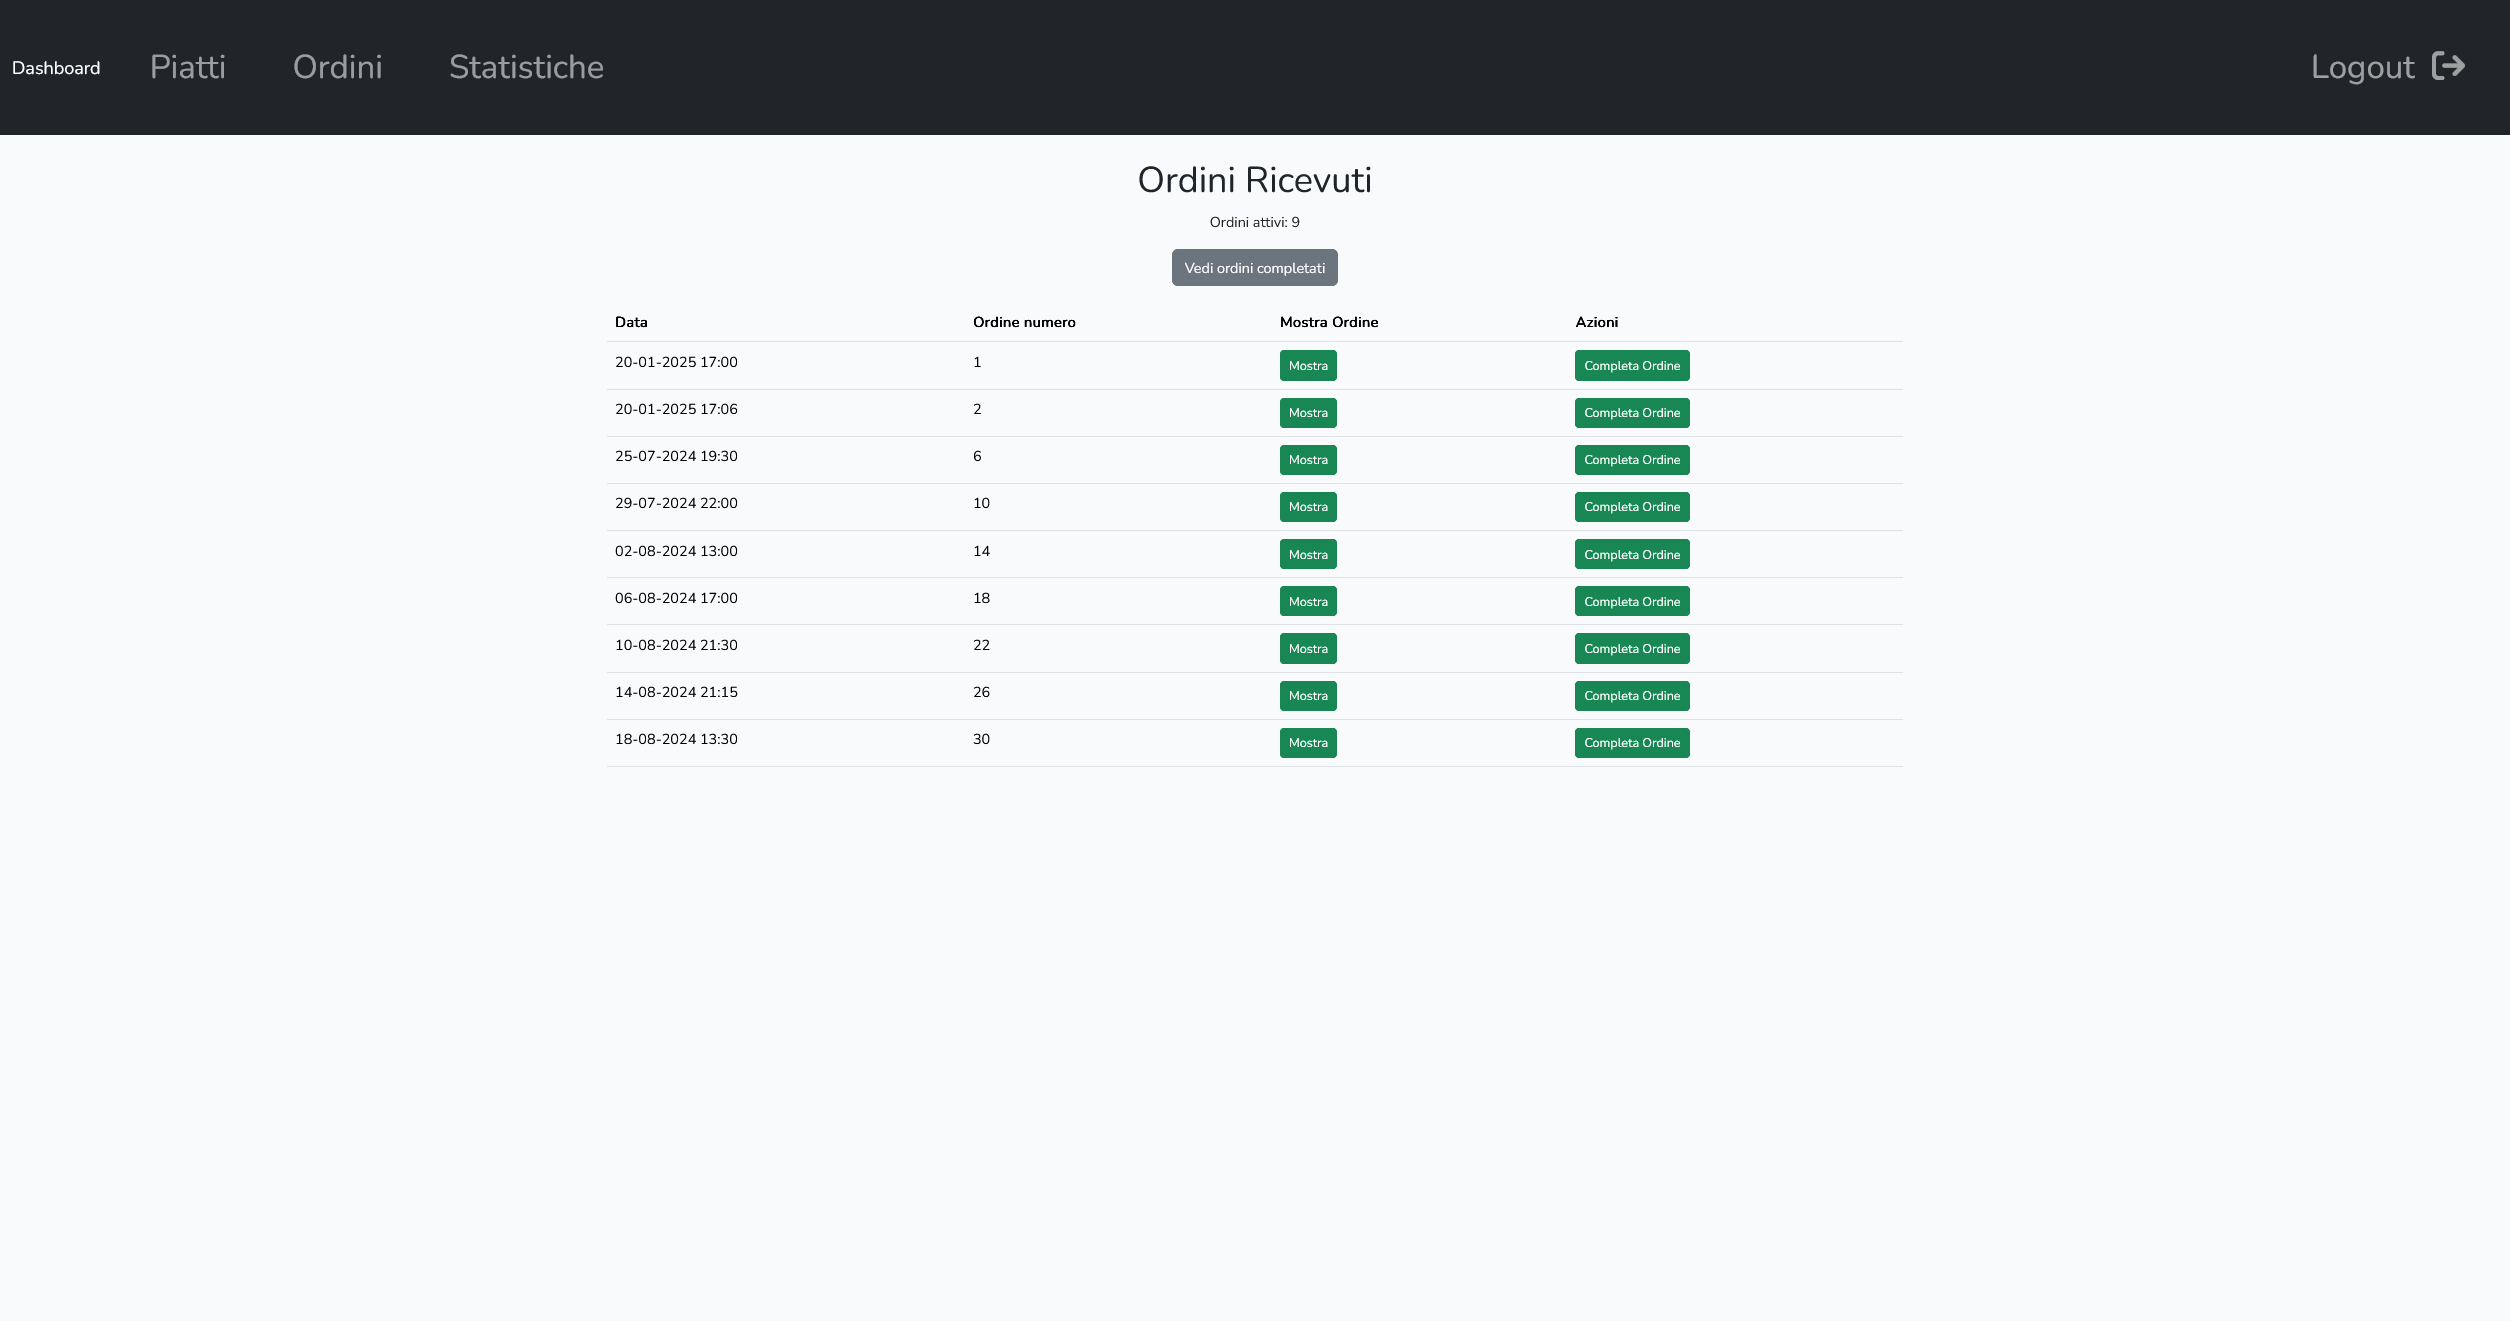 Dashboard Piatti Ordini Statistiche Logout
Ordini Ricevuti
Ordini attivi: 9
Vedi ordini completati
Data Ordine numero Mostra Ordine Azioni
20-01-2025 17:00 1 Mostra Completa Ordine
20-01-2025 17:06 2 Mostra Completa Ordine
25-07-2024 19:30 6 Mostra Completa Ordine
29-07-2024 22:00 10 Mostra Completa Ordine
02-08-2024 13:00 14 Mostra Completa Ordine
06-08-2024 17:00 18 Mostra Completa Ordine
10-08-2024 21:30 22 Mostra Completa Ordine
14-08-2024 21:15 26 Mostra Completa Ordine
18-08-2024 13:30 30 Mostra Completa Ordine